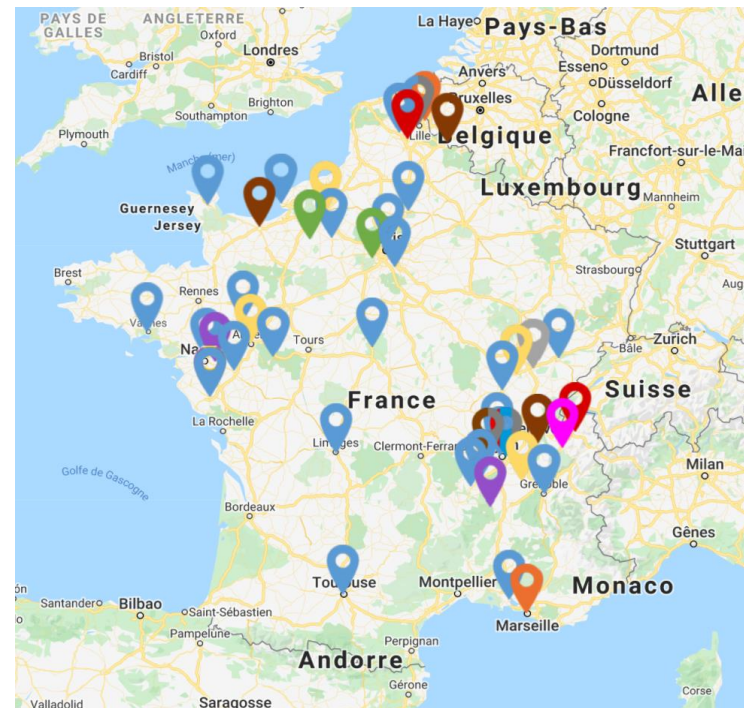 PAYS DE
GALLES
ANGLETERRE
Oxford
La Haye
Pays-Bas
Bristol
Londres
Cardiff
Dortmund
Essen
Anvers
Düsseldorf
Alle
Bruxelles
Cologne
Brighton
Southampton
Plymouth
Lille
Belgique
Francfort-sur-le-Mai
Luxembourg
Mannheim
Guernesey
Jersey
Stuttgart
Strasbourg
Aug
Brest
Rennes
Vannes
Tours
Bâle
Zurich
Suisse
France
La Rochelle
Limoges
Clermont-Ferra
Grenoble
Milan
Golfe de Gascogne
Bordeaux
Gênes
Toulouse
Montpellier
Monaco
Santander
Bilbao
Saint-Sébastien
Marseille
Pampelune
Perpignan
Andorre
Gérone
Corse
Valladolid
Saragosse